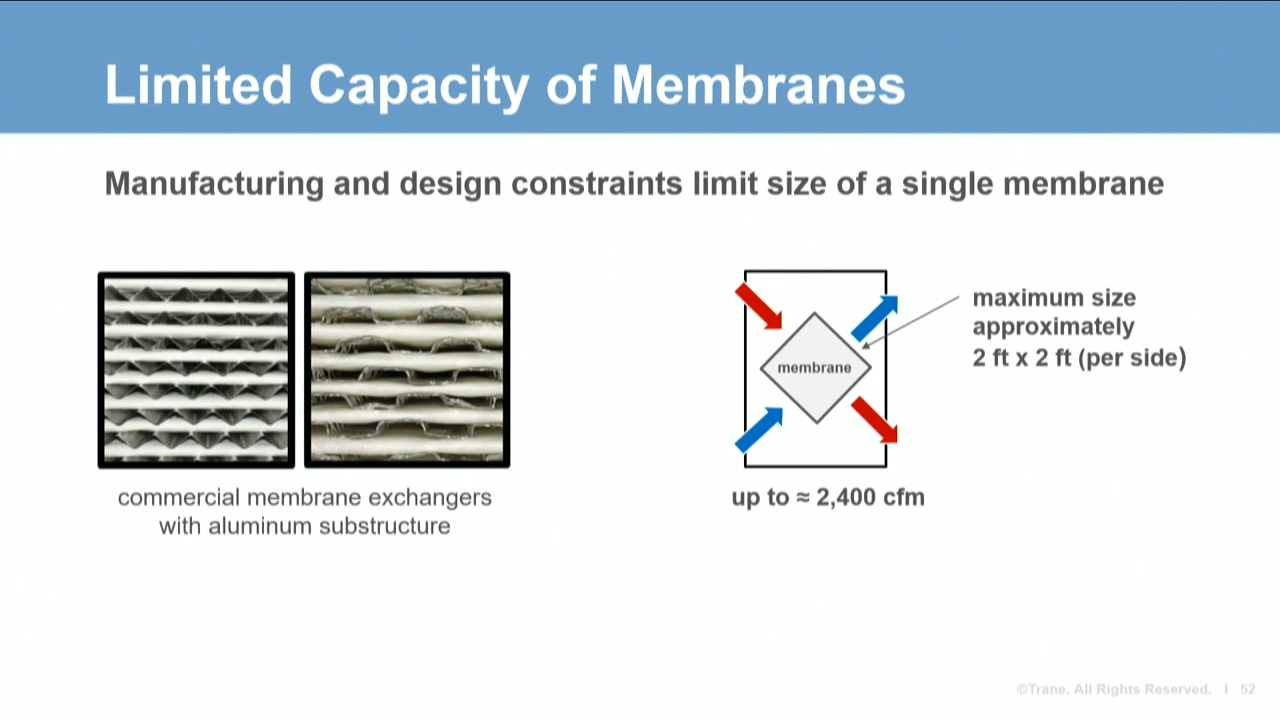 Limited Capacity of Membranes
Manufacturing and design constraints limit size of a single membrane
commercial membrane exchangers
with aluminum substructure
membrane
up to ≈ 2,400 cfm
maximum size
approximately
2 ft x 2 ft (per side)
©Trane. All Rights Reserved. I 52